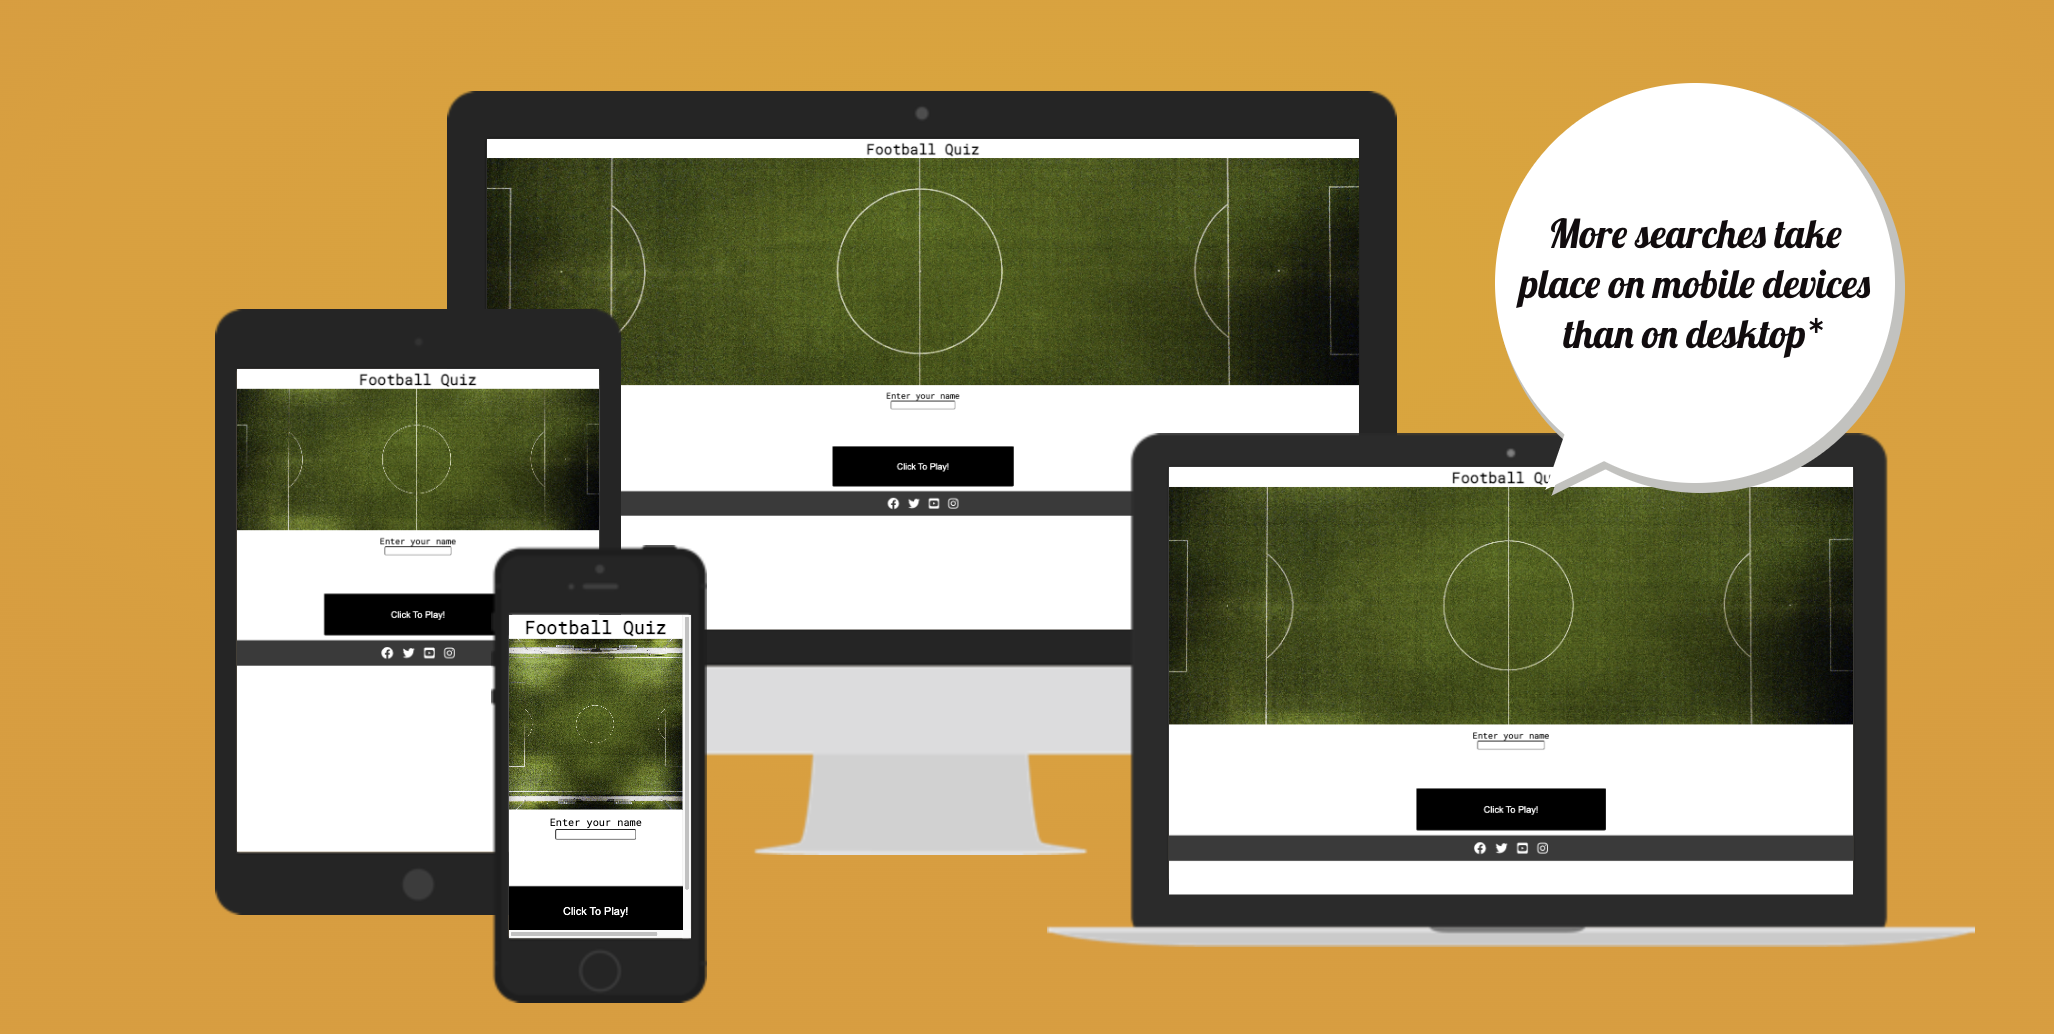 Football Quiz
Enter your name
Click To Play!
More searches take
place on mobile devices
than on desktop*
Football Quiz
Enter your name
Click To Play!
Football Quiz
Enter your name
Click To Play!
Football Qu
Enter your name
Click To Play!